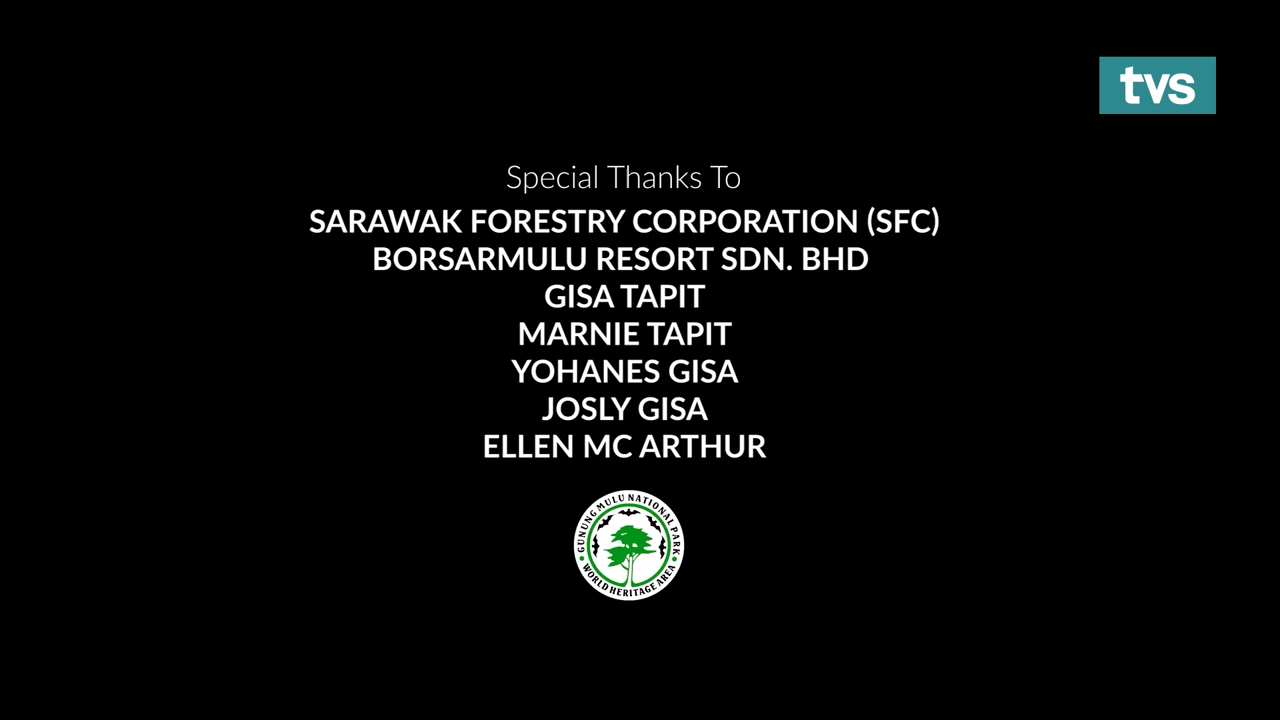 tvs
Special Thanks To
SARAWAK FORESTRY CORPORATION (SFC)
BORSARMULU RESORT SDN. BHD
GISA TAPIT
MARNIE TAPIT
YOHANES GISA
JOSLY GISA
ELLEN MC ARTHUR
GUNUNG MULU NATIONAL PARK
WORLD HERITAGE AREA